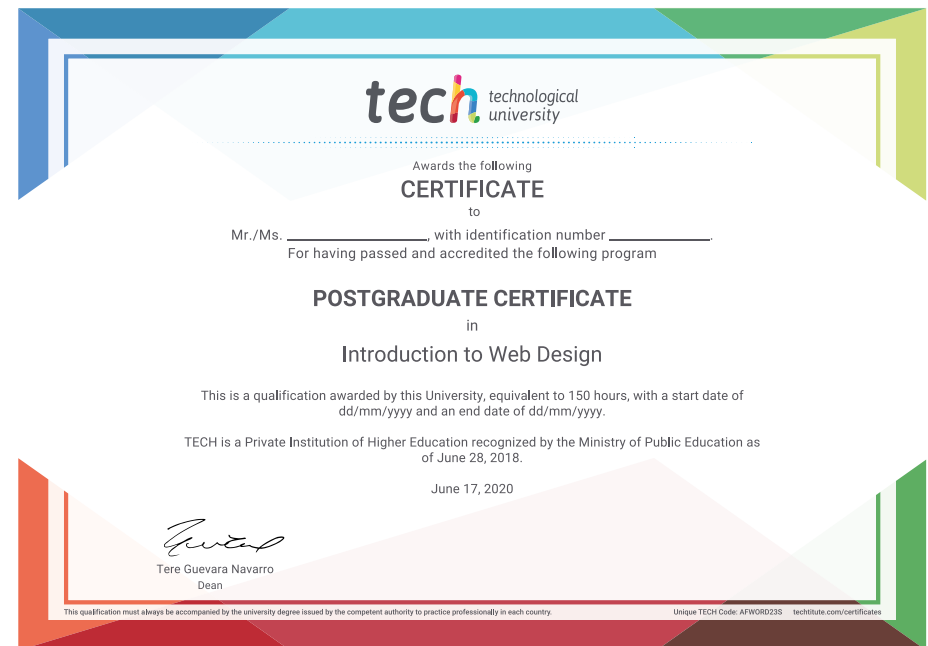 tech technological
university
Awards the following
CERTIFICATE
to
Mr./Ms. ____________________, with identification number ______________.
For having passed and accredited the following program
POSTGRADUATE CERTIFICATE
in
Introduction to Web Design
This is a qualification awarded by this University, equivalent to 150 hours, with a start date of
dd/mm/yyyy and an end date of dd/mm/yyyy.
TECH is a Private Institution of Higher Education recognized by the Ministry of Public Education as
of June 28, 2018.
June 17, 2020
Tere Guevara Navarro
Dean
This qualification must always be accompanied by the university degree issued by the competent authority to practice professionally in each country.
Unique TECH Code: AFWORD23S techtitute.com/certificates